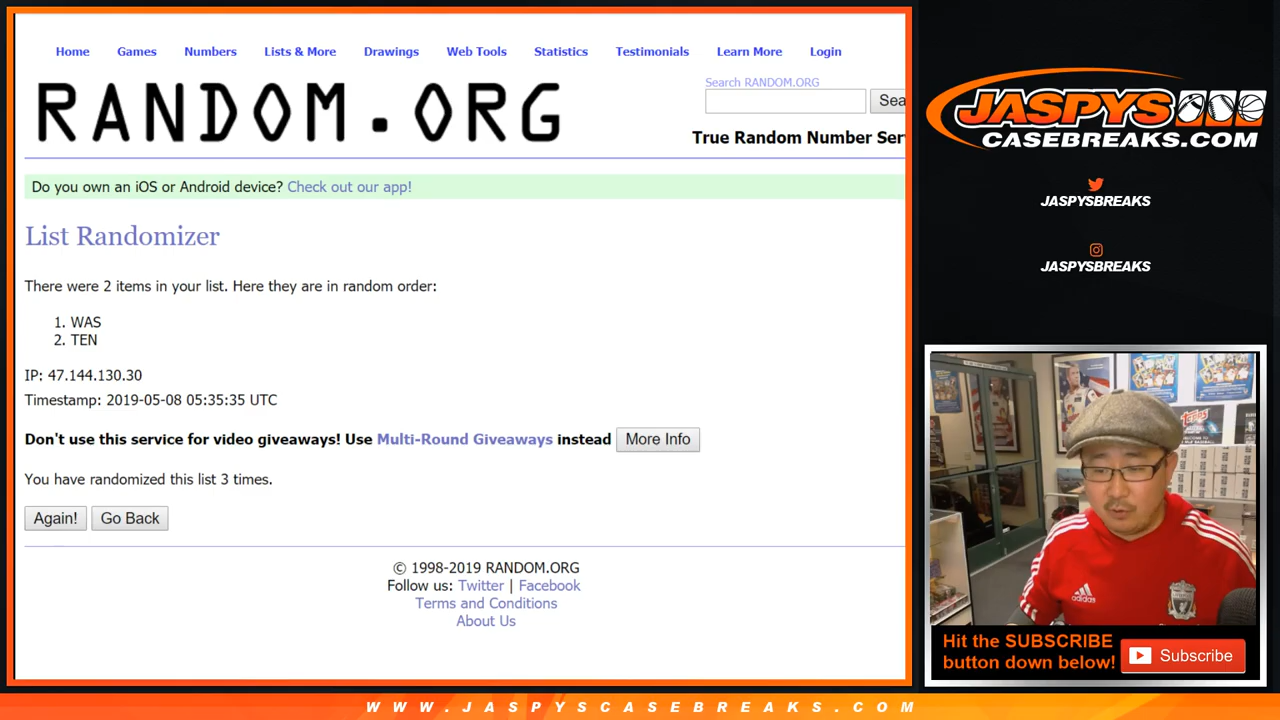 Home Games Numbers Lists & More Drawings Web Tools Statistics Testimonials Learn More Login
RANDOM.ORG
Search RANDOM.ORG
Sea
True Random Number Ser
Do you own an iOS or Android device? Check out our app!
List Randomizer
There were 2 items in your list. Here they are in random order:
1. WAS
2. TEN
IP: 47.144.130.30
Timestamp: 2019-05-08 05:35:35 UTC
Don't use this service for video giveaways! Use Multi-Round Giveaways instead More Info
You have randomized this list 3 times.
Again! Go Back
© 1998-2019 RANDOM.ORG
Follow us: Twitter | Facebook
Terms and Conditions
About Us
JASPYS
CASEBREAKS.COM
JASPYSBREAKS
JASPYSBREAKS
Topps
adidas
Hit the SUBSCRIBE
button down below!
Subscribe
WWW.JASPYSCASEBREAKS.COM